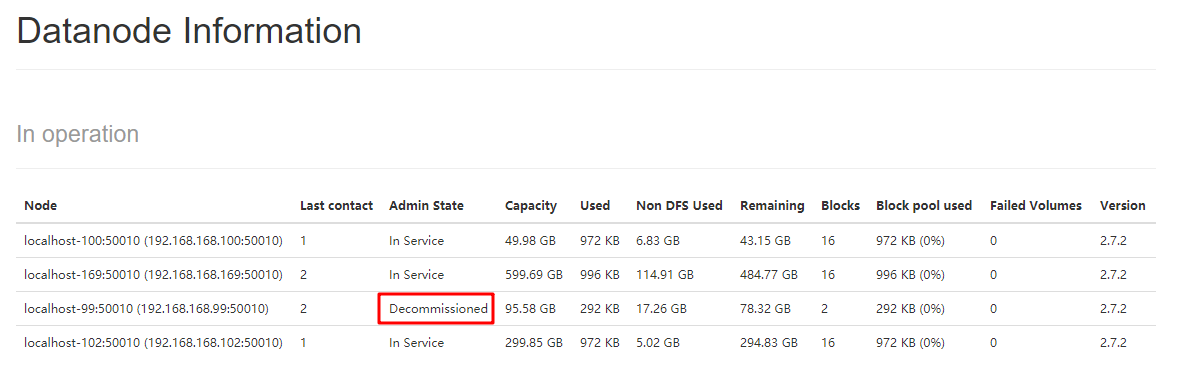 Datanode Information
In operation
Node Last contact Admin State Capacity Used Non DFS Used Remaining Blocks Block pool used Failed Volumes Version
localhost-100:50010 (192.168.168.100:50010) 1 In Service 49.98 GB 972 KB 6.83 GB 43.15 GB 16 972 KB (0%) 0 2.7.2
localhost-169:50010 (192.168.168.169:50010) 2 In Service 599.69 GB 996 KB 114.91 GB 484.77 GB 16 996 KB (0%) 0 2.7.2
localhost-99:50010 (192.168.168.99:50010) 2 Decommissioned 95.58 GB 292 KB 17.26 GB 78.32 GB 2 292 KB (0%) 0 2.7.2
localhost-102:50010 (192.168.168.102:50010) 1 In Service 299.85 GB 972 KB 5.02 GB 294.83 GB 16 972 KB (0%) 0 2.7.2